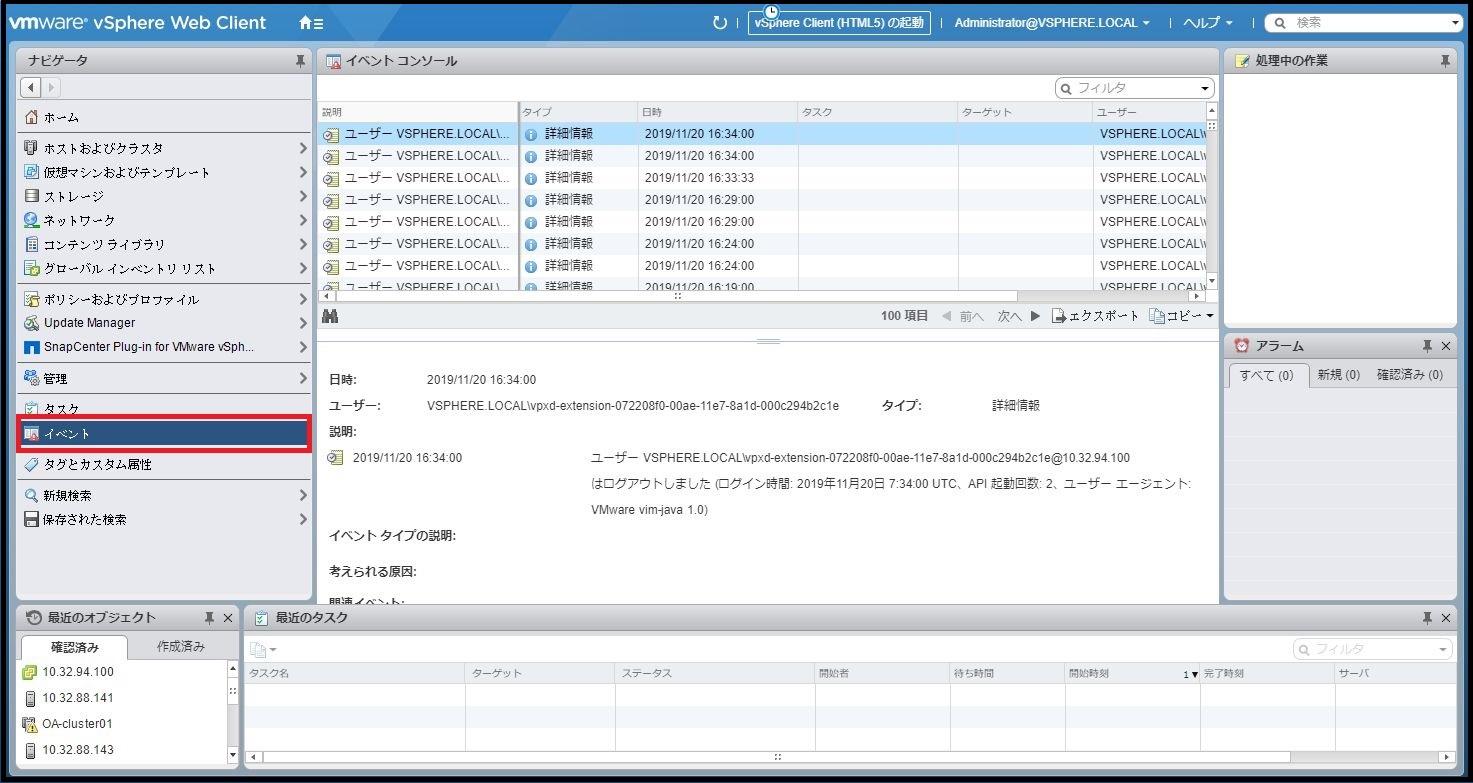 vmware® vSphere Web Client
vSphere Client (HTML5) の起動
Administrator@VSPHERE.LOCAL
ヘルプ
検索
ナビゲータ
ホーム
ホストおよびクラスタ
仮想マシンおよびテンプレート
ストレージ
ネットワーク
コンテンツ ライブラリ
グローバル インベントリ リスト
ポリシーおよびプロファイル
Update Manager
SnapCenter Plug-in for VMware vSph...
管理
タスク
イベント
タグとカスタム属性
新規検索
保存された検索
イベント コンソール
フィルタ
説明 タイプ 日時 タスク ターゲット ユーザー
ユーザー VSPHERE.LOCAL\... 詳細情報 2019/11/20 16:34:00 VSPHERE.LOCAL\
ユーザー VSPHERE.LOCAL\... 詳細情報 2019/11/20 16:34:00 VSPHERE.LOCAL\
ユーザー VSPHERE.LOCAL\... 詳細情報 2019/11/20 16:33:33 VSPHERE.LOCAL\
ユーザー VSPHERE.LOCAL\... 詳細情報 2019/11/20 16:29:00 VSPHERE.LOCAL\
ユーザー VSPHERE.LOCAL\... 詳細情報 2019/11/20 16:29:00 VSPHERE.LOCAL\
ユーザー VSPHERE.LOCAL\... 詳細情報 2019/11/20 16:24:00 VSPHERE.LOCAL\
ユーザー VSPHERE.LOCAL\... 詳細情報 2019/11/20 16:24:00 VSPHERE.LOCAL\
ユーザー VSPHERE.LOCAL\... 詳細情報 2019/11/20 16:19:00 VSPHERE.LOCAL\
100 項目 前へ 次へ エクスポート コピー
日時: 2019/11/20 16:34:00
ユーザー: VSPHERE.LOCAL\vpxd-extension-072208f0-00ae-11e7-8a1d-000c294b2c1e タイプ: 詳細情報
説明:
2019/11/20 16:34:00 ユーザー VSPHERE.LOCAL\vpxd-extension-072208f0-00ae-11e7-8a1d-000c294b2c1e@10.32.94.100
はログアウトしました (ログイン時間: 2019年11月20日 7:34:00 UTC、API 起動回数: 2、ユーザー エージェント:
VMware vim-java 1.0)
イベント タイプの説明:
考えられる原因:
関連イベント:
処理中の作業
アラーム
すべて (0) 新規 (0) 確認済み (0)
最近のオブジェクト
確認済み 作成済み
10.32.94.100
10.32.88.141
OA-cluster01
10.32.88.143
最近のタスク
フィルタ
タスク名 ターゲット ステータス 開始者 待ち時間 開始時刻 1▼ 完了時刻 サーバ